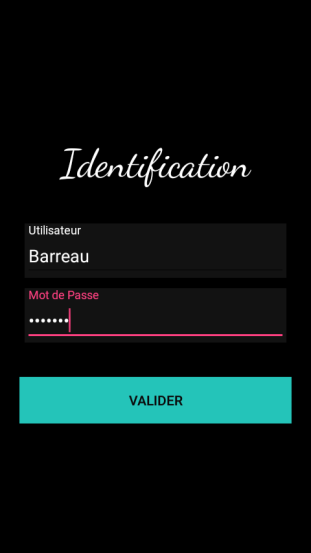 Identification
Utilisateur
Barreau
Mot de Passe
•••••••
VALIDER